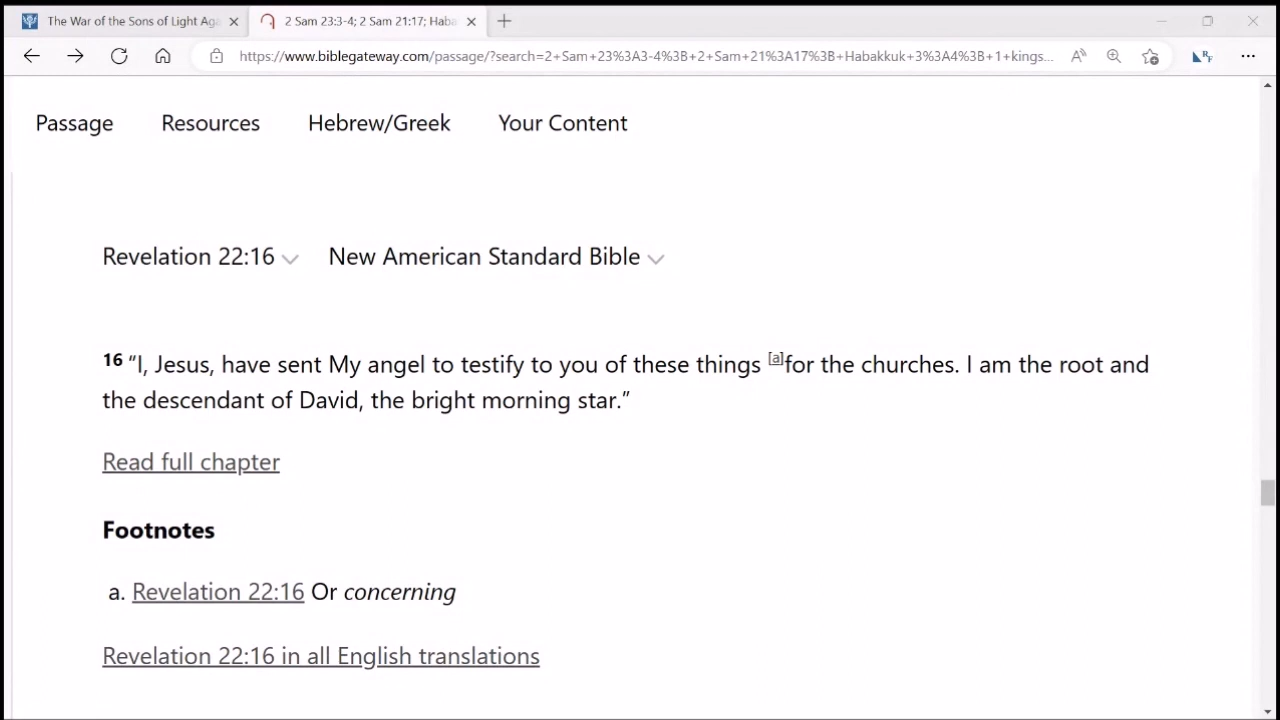 The War of the Sons of Light Aga
2 Sam 23:3-4; 2 Sam 21:17; Haba
https://www.biblegateway.com/passage/?search=2+Sam+23%3A3-4%3B+2+Sam+21%3A17%3B+Habakkuk+3%3A4%3B+1+kings...
Passage Resources Hebrew/Greek Your Content
Revelation 22:16 New American Standard Bible
16 "I, Jesus, have sent My angel to testify to you of these things [a]for the churches. I am the root and
the descendant of David, the bright morning star."
Read full chapter
Footnotes
a. Revelation 22:16 Or concerning
Revelation 22:16 in all English translations